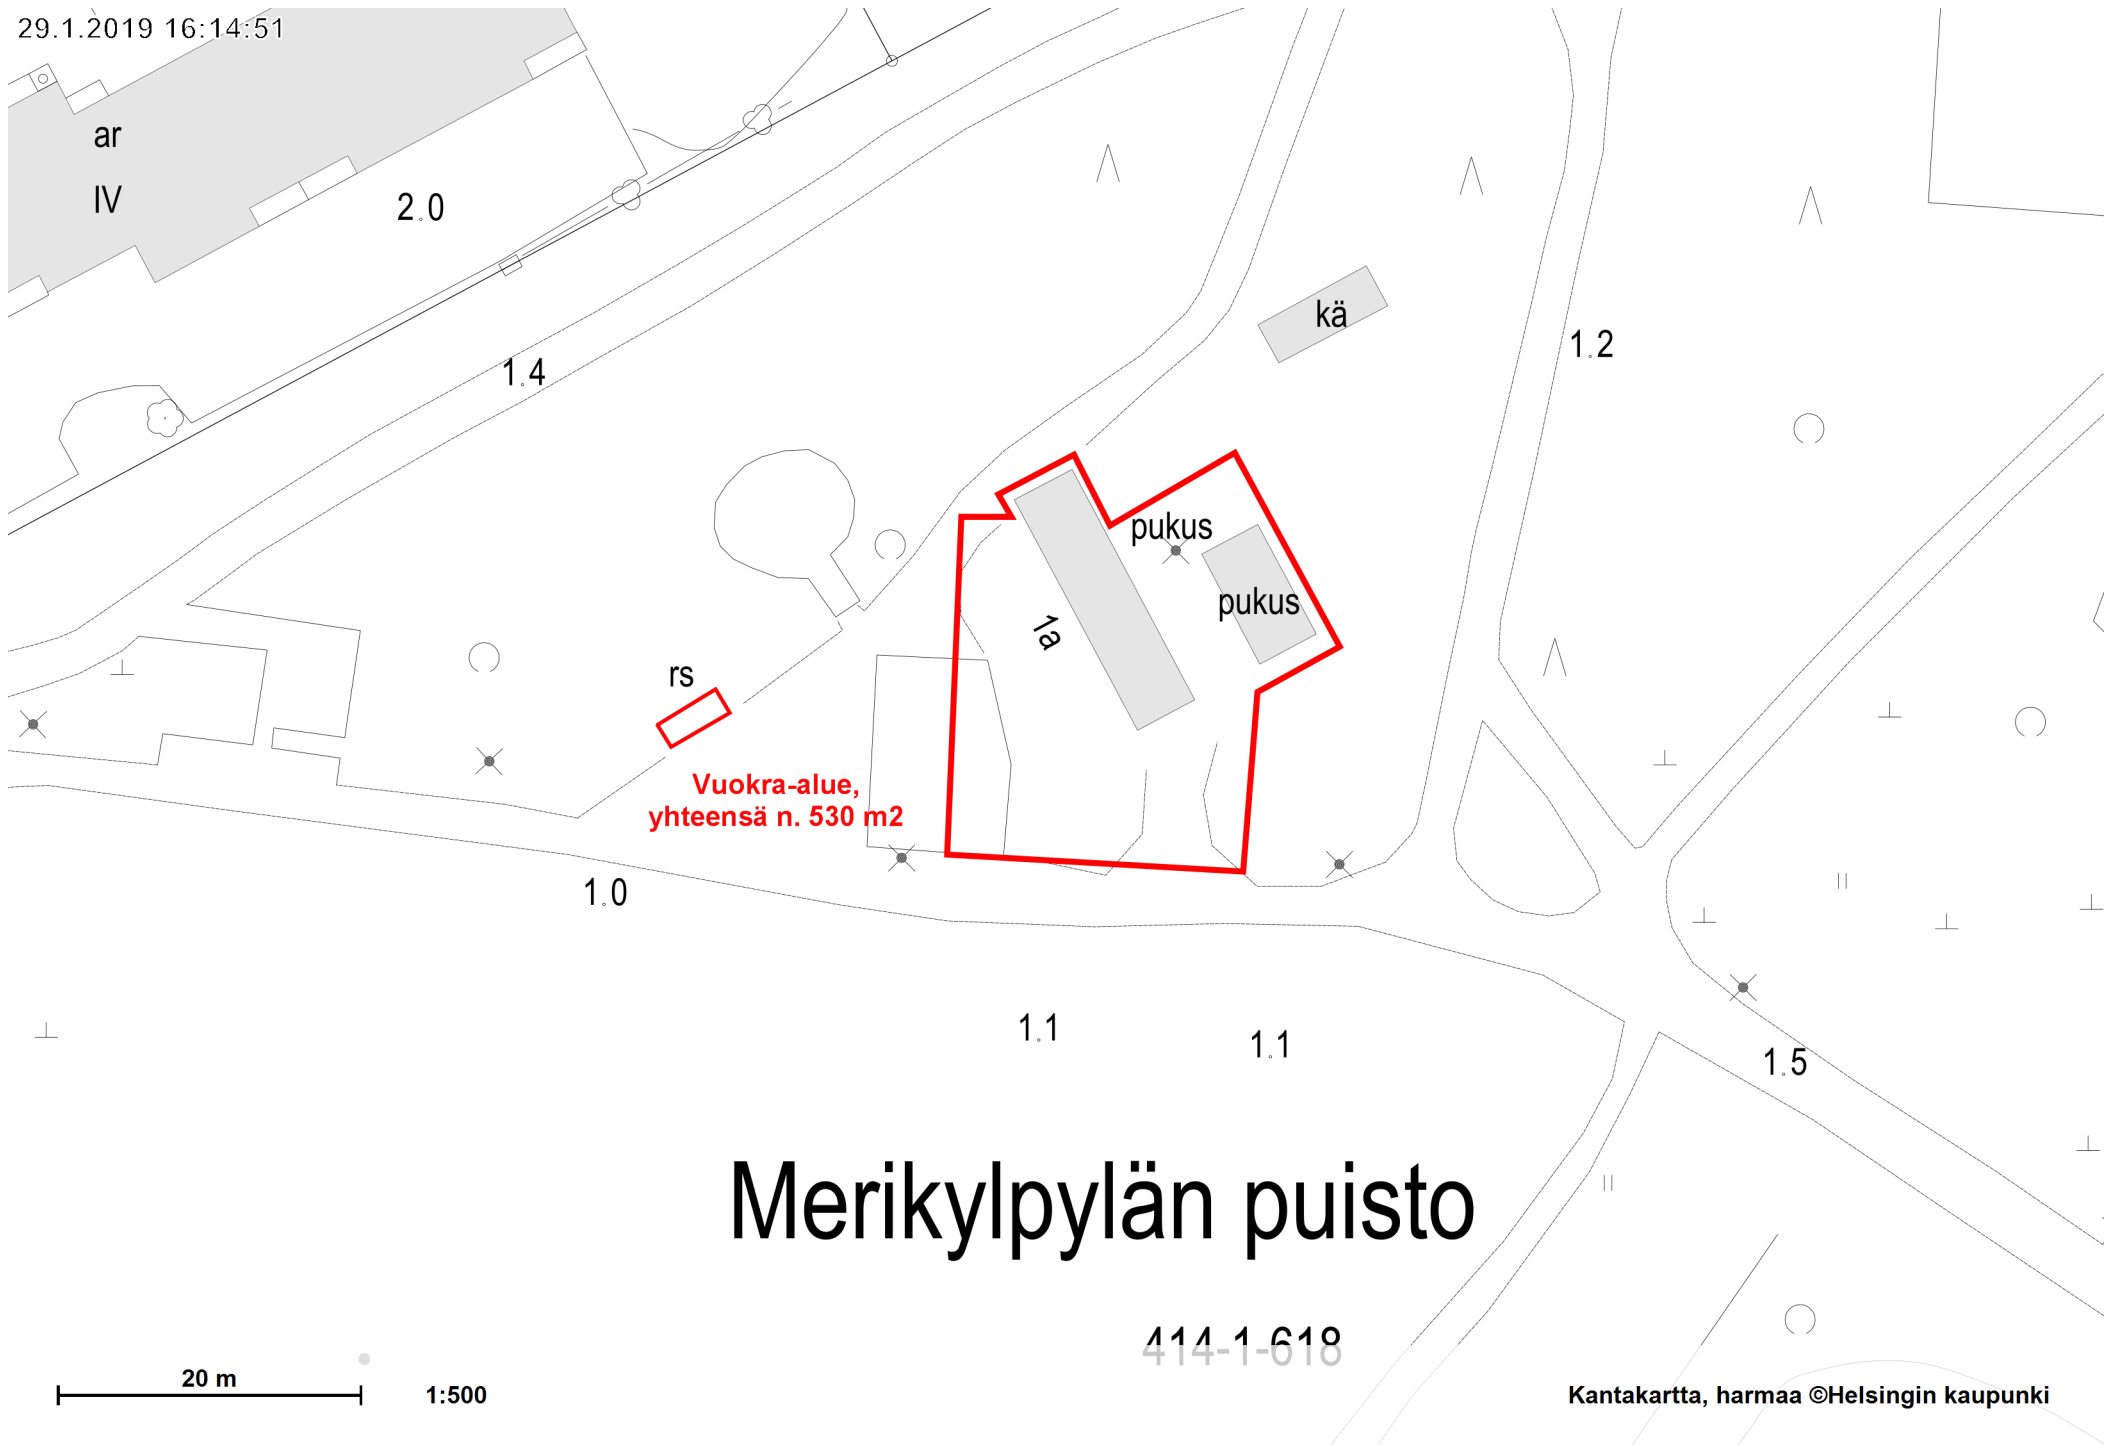 29.1.2019 16:14:51
ar
IV
2.0
kä
1.2
1.4
pukus
pukus
1a
rs
Vuokra-alue,
yhteensä n. 530 m2
1.0
1.1
1.1
1.5
Merikylpylän puisto
414-1-618
20 m
1:500
Kantakartta, harmaa ©Helsingin kaupunki